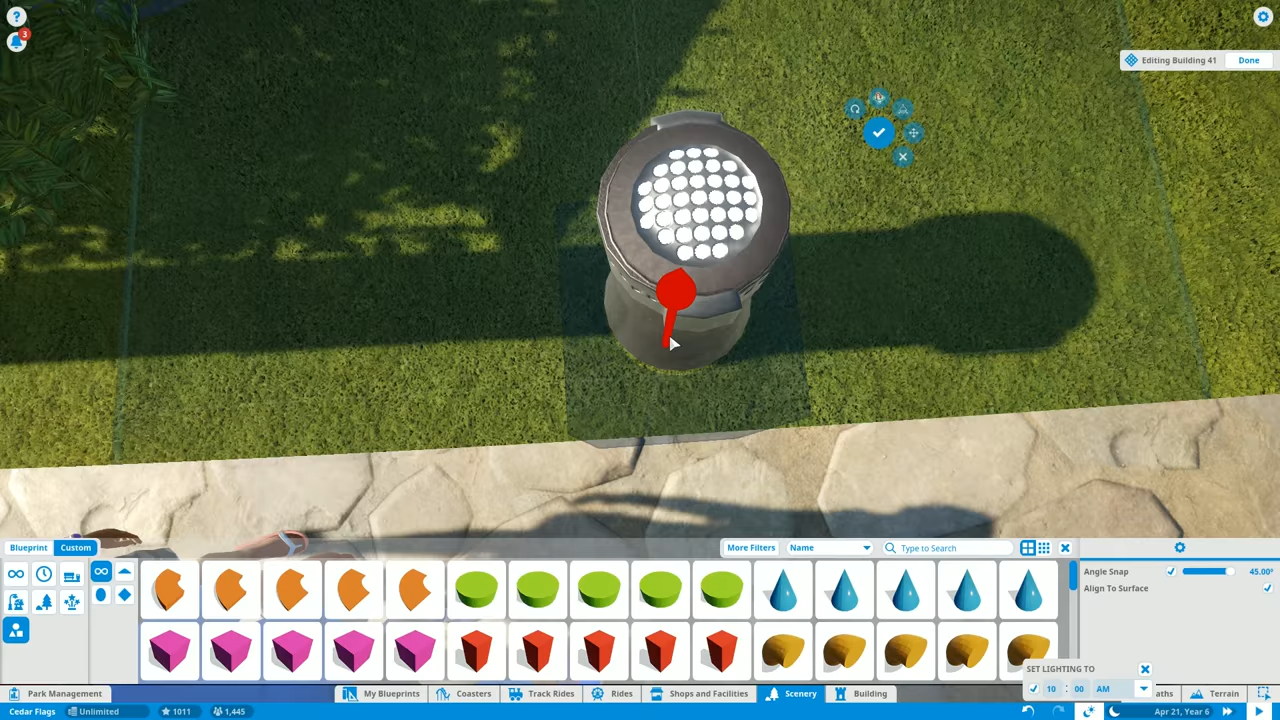 ?
3
Editing Building 41 Done
Blueprint Custom More Filters Name Type to Search
Angle Snap 45.00°
Align To Surface
SET LIGHTING TO
10 : 00 AM
Park Management My Blueprints Coasters Track Rides Rides Shops and Facilities Scenery Building aths Terrain
Cedar Flags Unlimited 1011 1,445 Apr 21, Year 6